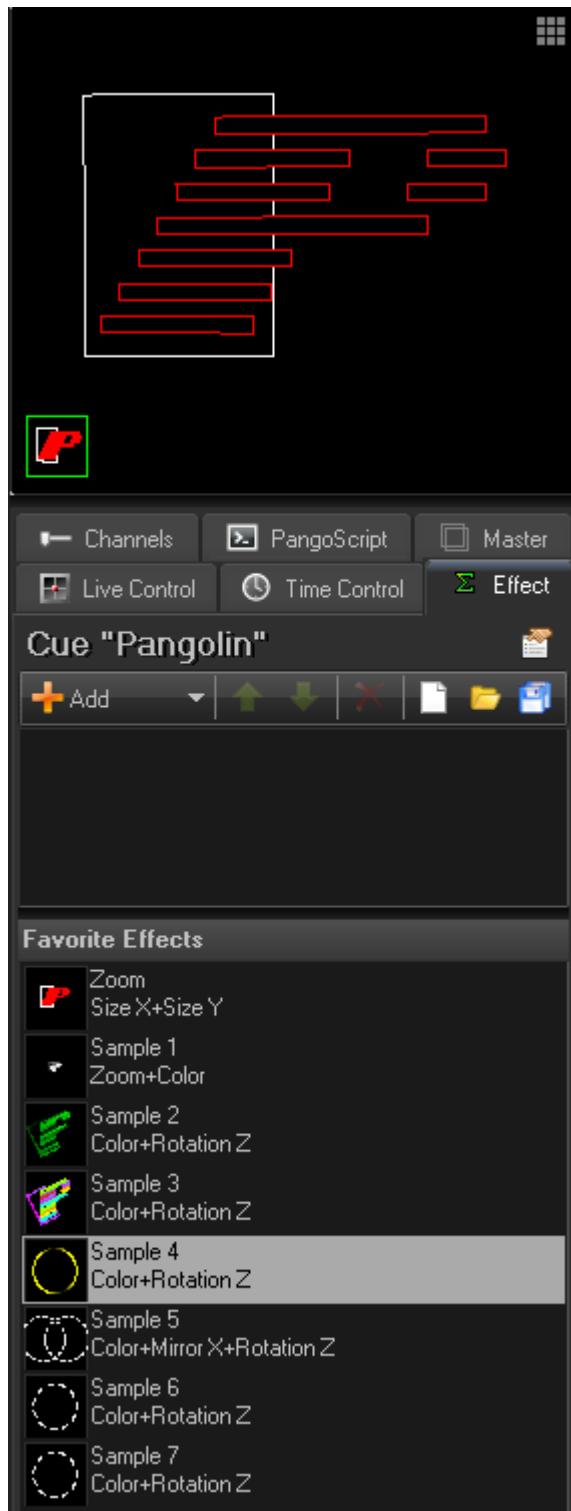 Channels
PangoScript
Master
Live Control
Time Control
Effect
Cue "Pangolin"
Add
Favorite Effects
Zoom
Size X+Size Y
Sample 1
Zoom+Color
Sample 2
Color+Rotation Z
Sample 3
Color+Rotation Z
Sample 4
Color+Rotation Z
Sample 5
Color+Mirror X+Rotation Z
Sample 6
Color+Rotation Z
Sample 7
Color+Rotation Z